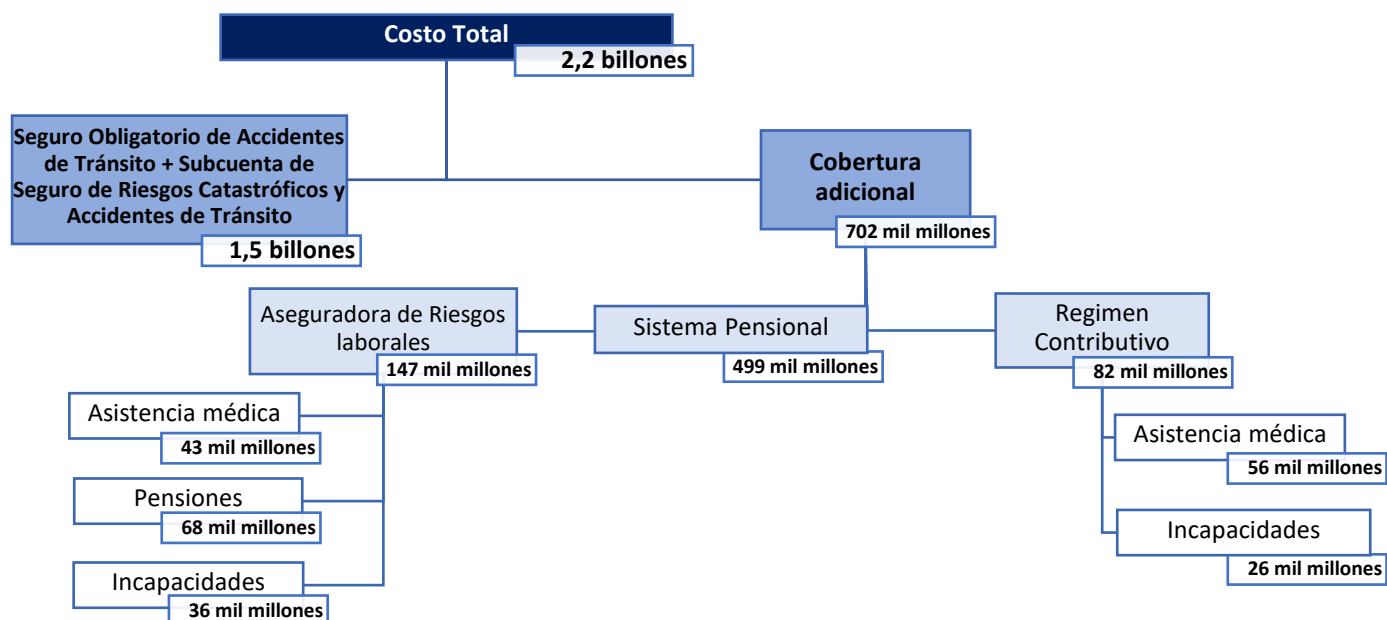 Costo Total
2,2 billones
Seguro Obligatorio de Accidentes
de Tránsito + Subcuenta de
Seguro de Riesgos Catastróficos y
Accidentes de Tránsito
1,5 billones
Cobertura
adicional
702 mil millones
Aseguradora de Riesgos
laborales
147 mil millones
Sistema Pensional
499 mil millones
Regimen
Contributivo
82 mil millones
Asistencia médica
43 mil millones
Pensiones
68 mil millones
Incapacidades
36 mil millones
Asistencia médica
56 mil millones
Incapacidades
26 mil millones